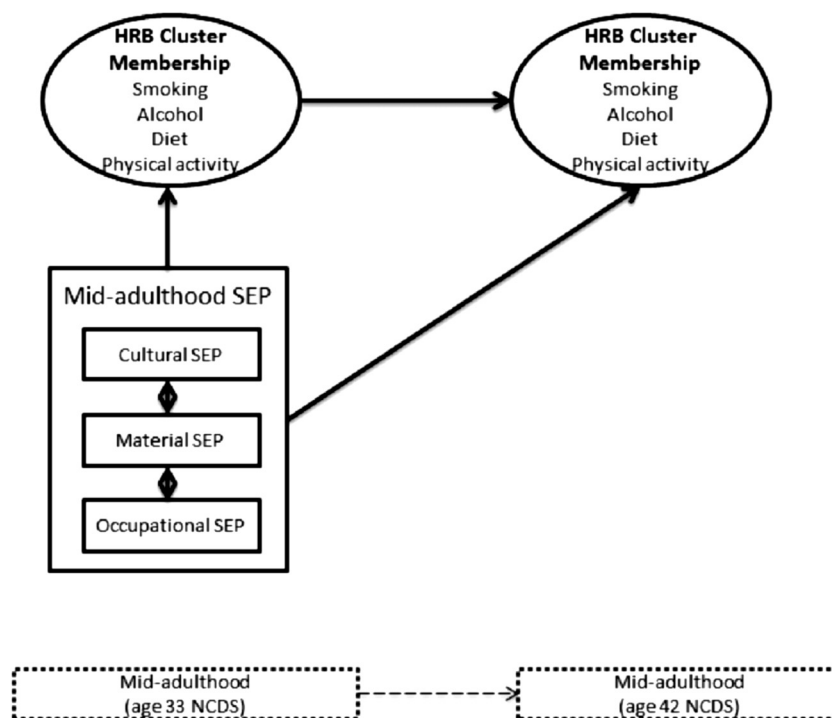 HRB Cluster
Membership
Smoking
Alcohol
Diet
Physical activity
HRB Cluster
Membership
Smoking
Alcohol
Diet
Physical activity
Mid-adulthood SEP
Cultural SEP
Material SEP
Occupational SEP
Mid-adulthood
(age 33 NCDS)
Mid-adulthood
(age 42 NCDS)